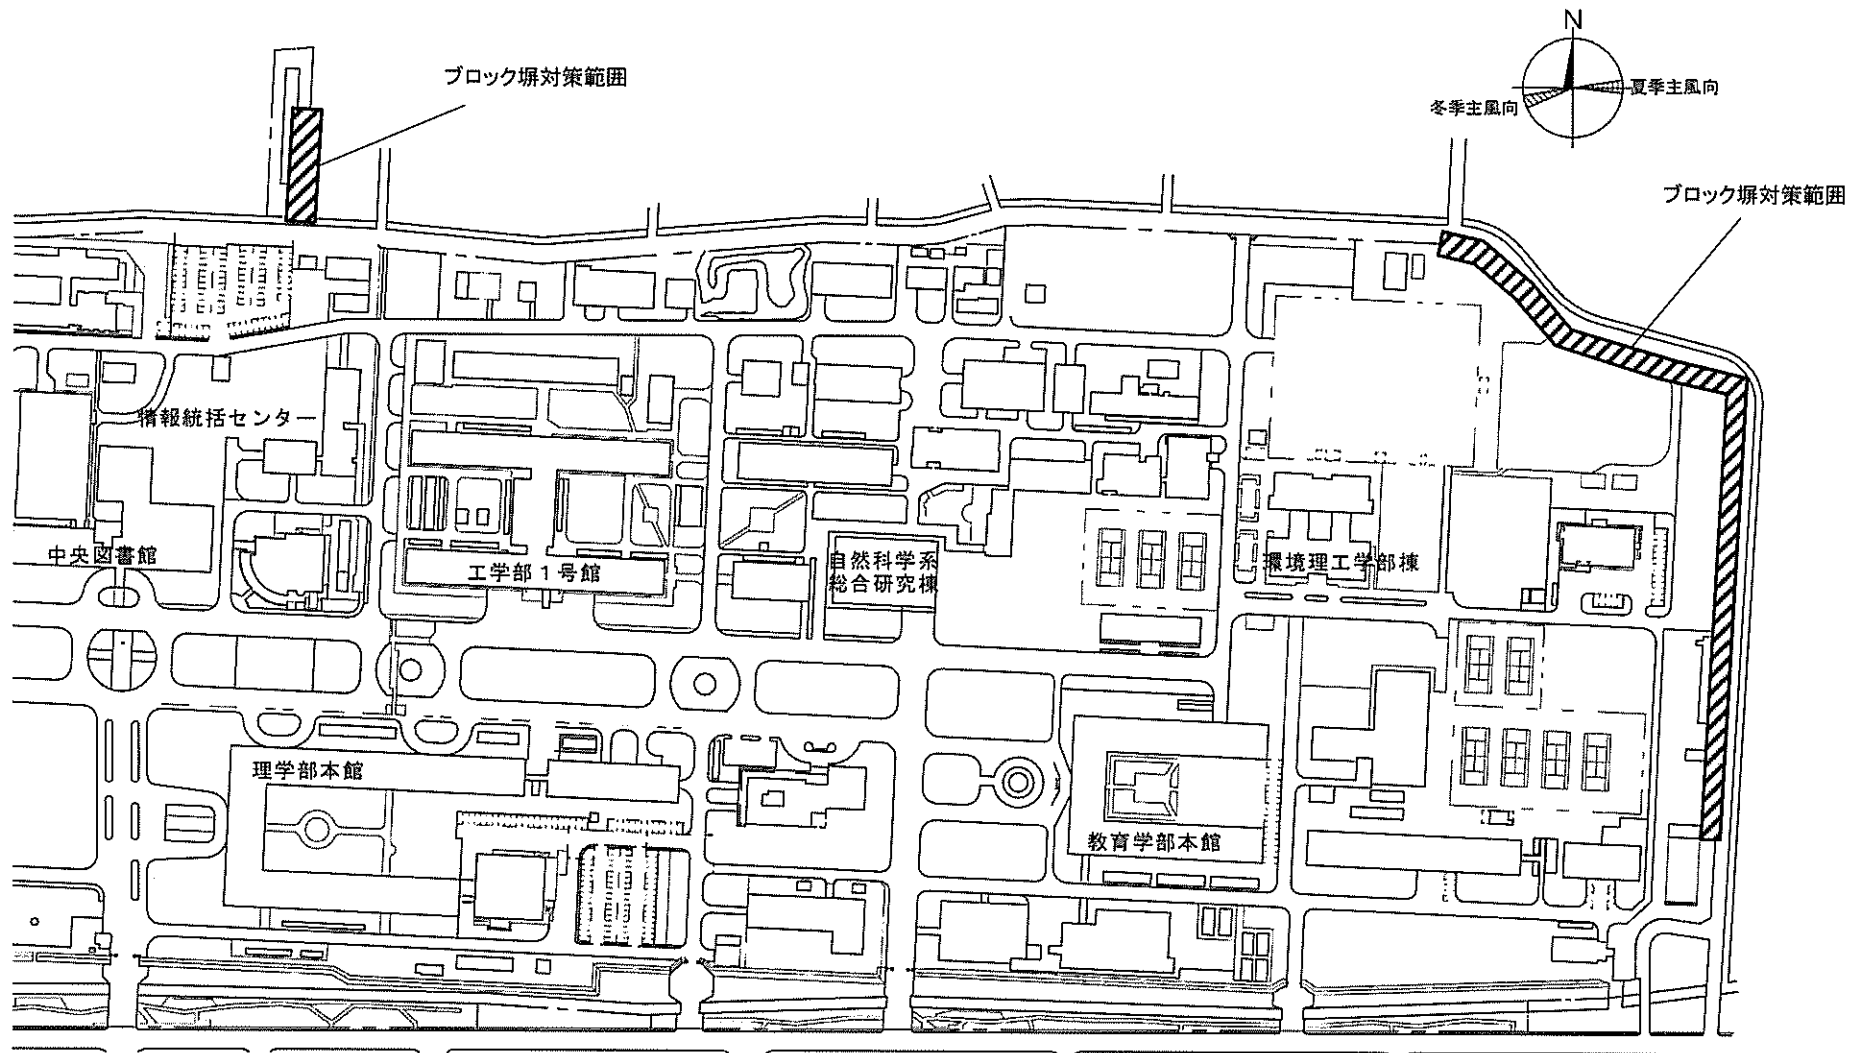 N
ブロック塀対策範囲
夏季主風向
冬季主風向
ブロック塀対策範囲
情報統括センター
中央図書館
工学部１号館
自然科学系
総合研究棟
環境理工学部棟
理学部本館
教育学部本館